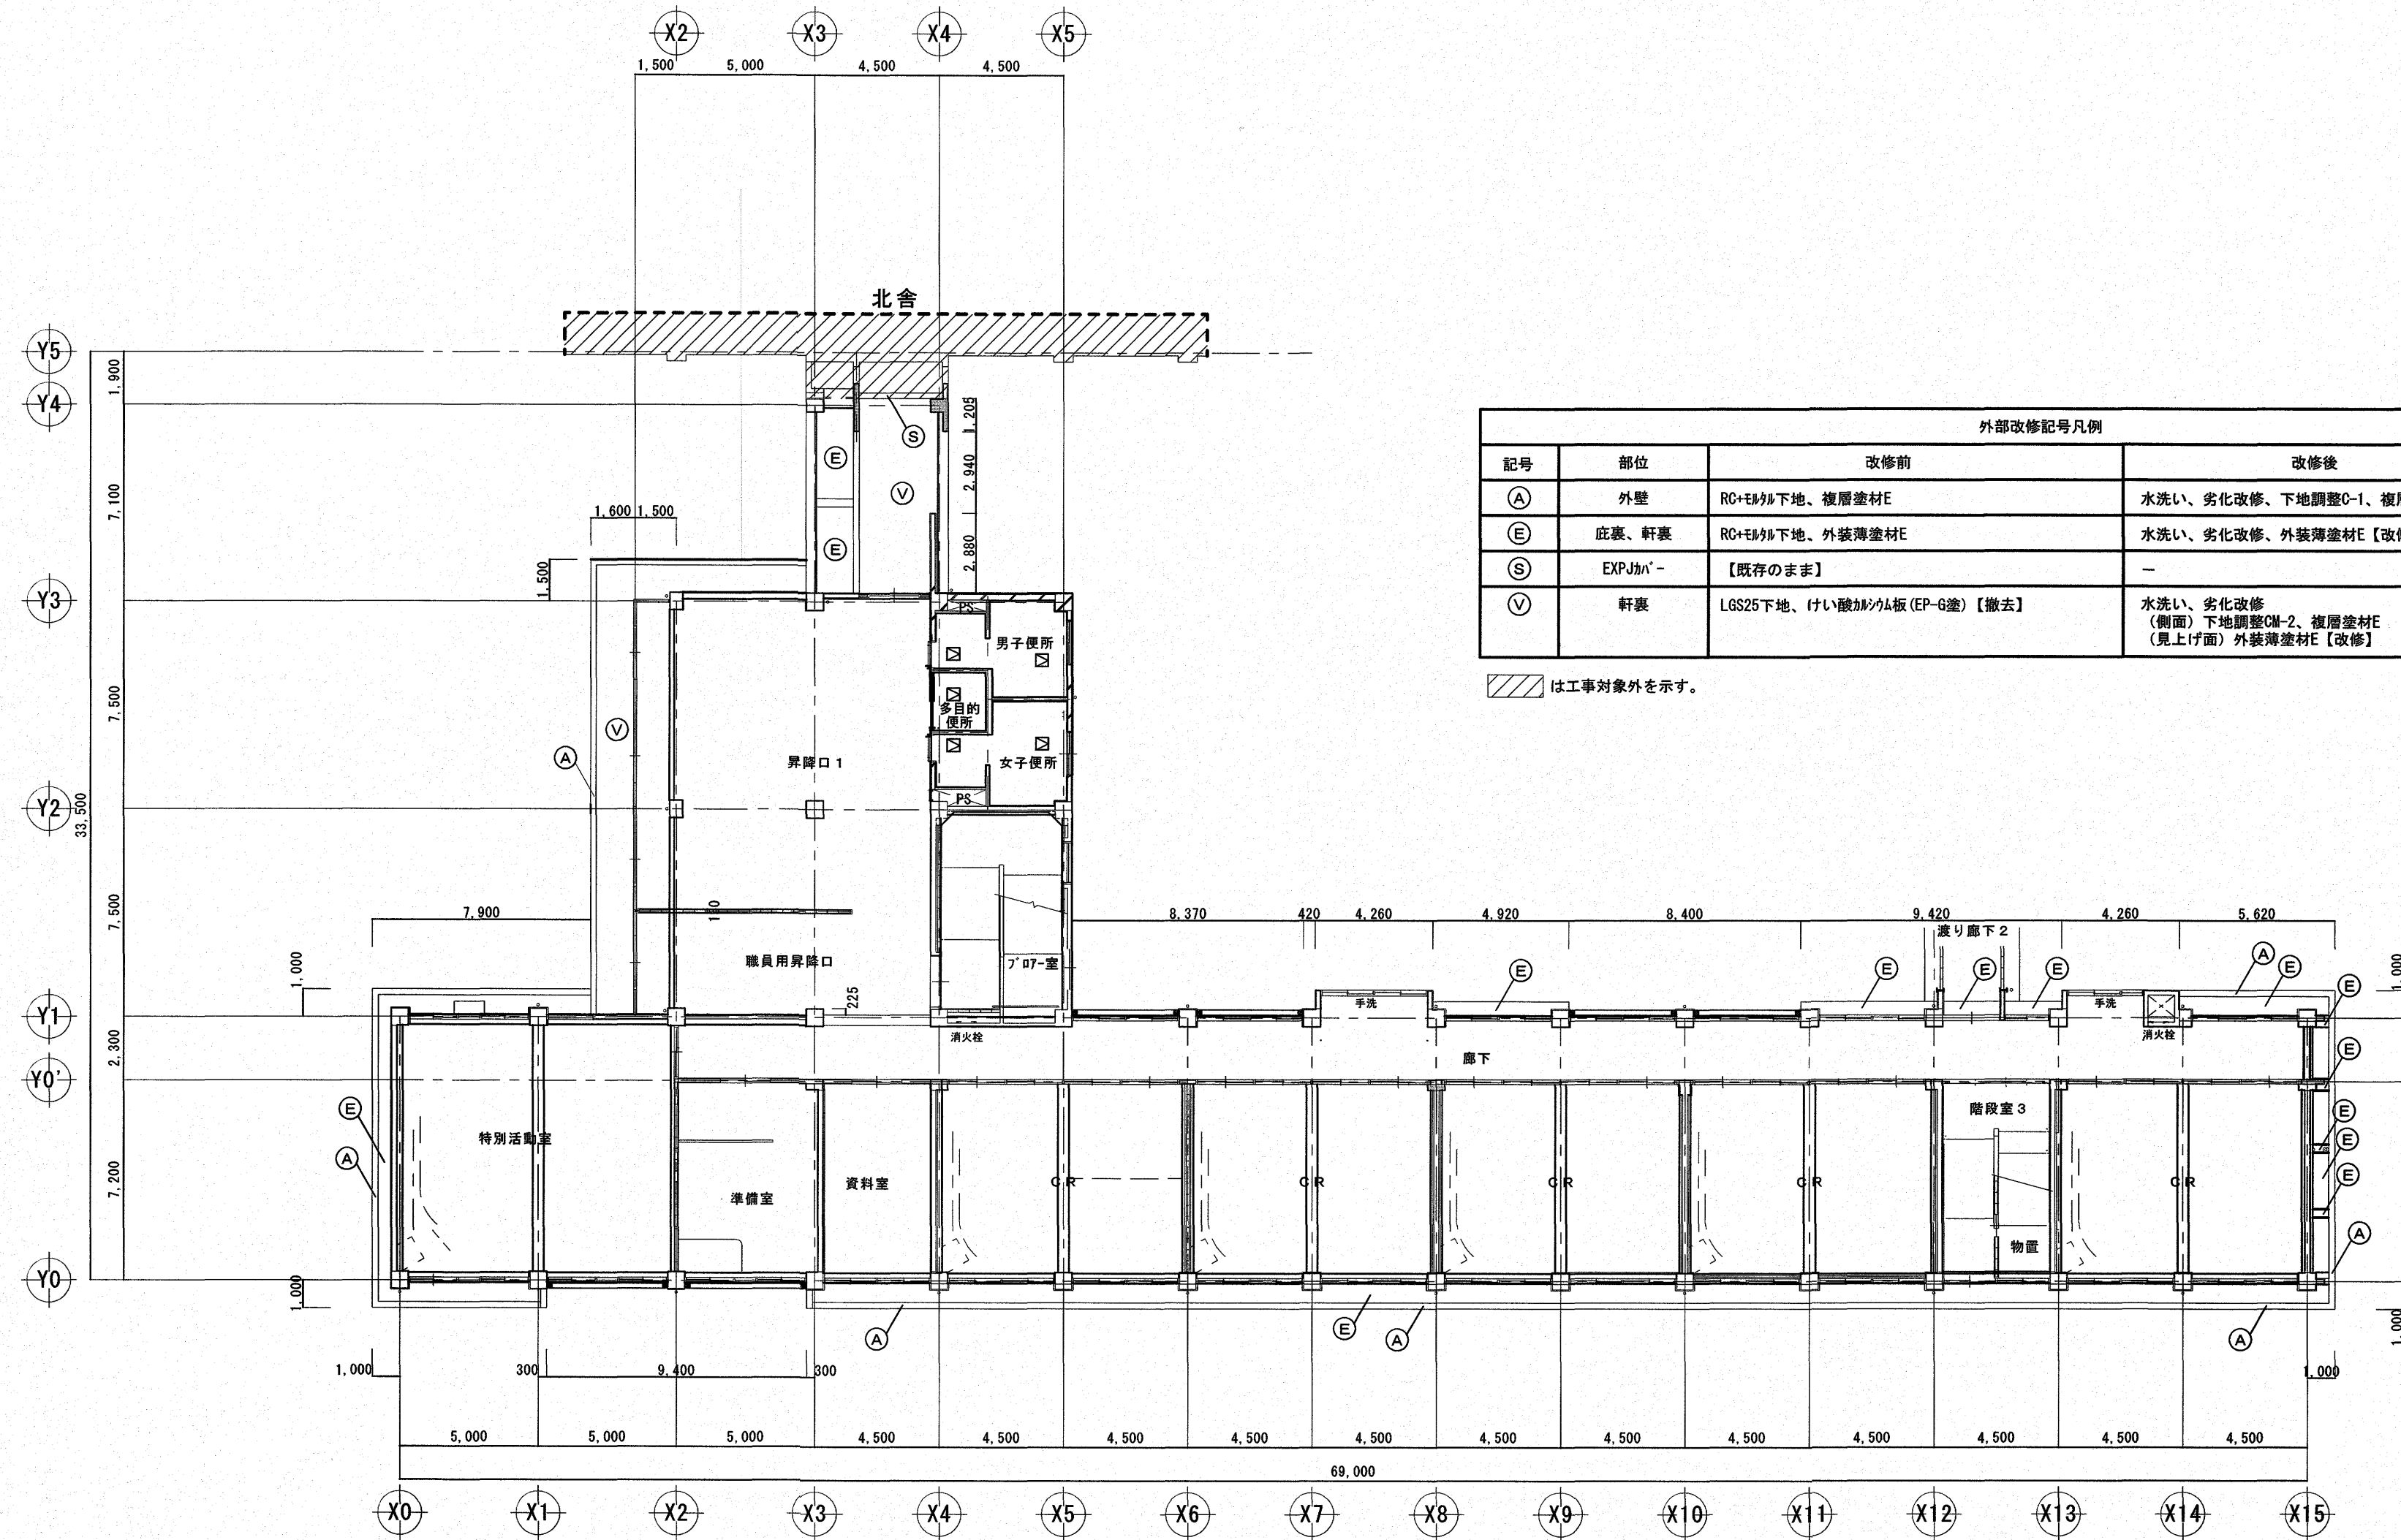 X2 X3 X4 X5
1,500 5,000 4,500 4,500
北舎
Y5
1,900
Y4
1,205
S
E
2,940
V
7,100
1,600 1,500
E
2,880
1,500
Y3
PS
男子便所
多目的
便所
7,500
V
A
昇降口1
女子便所
PS
Y2
33,500
外部改修記号凡例
記号 部位 改修前 改修後
A 外壁 RC+モルタル下地、複層塗材E 水洗い、劣化改修、下地調整C-1、複
E 庇裏、軒裏 RC+モルタル下地、外装薄塗材E 水洗い、劣化改修、外装薄塗材E【改
S EXPJカバー 【既存のまま】 —
V 軒裏 LGS25下地、けい酸カルシウム板(EP-G塗)【撤去】 水洗い、劣化改修
(側面)下地調整CM-2、複層塗材E
(見上げ面)外装薄塗材E【改修】
は工事対象外を示す。
7,500
7,900
8,370 420 4,260 4,920 8,400 9,420 4,260 5,620
渡り廊下2
職員用昇降口
ブロアー室
E E E E A E
1,000
1,000
225
手洗 手洗
E
Y1
消火栓 消火栓
2,300
廊下
E
Y0'
E
階段室3
E
特別活動室
E
A
7,200
準備室
資料室
CR CR CR CR CR
E
E
物置
A
Y0
1,000
A E A A
1,000
1,000 300 9,400 300 1,000
5,000 5,000 5,000 4,500 4,500 4,500 4,500 4,500 4,500 4,500 4,500 4,500 4,500 4,500 4,500
69,000
X0 X1 X2 X3 X4 X5 X6 X7 X8 X9 X10 X11 X12 X13 X14 X15